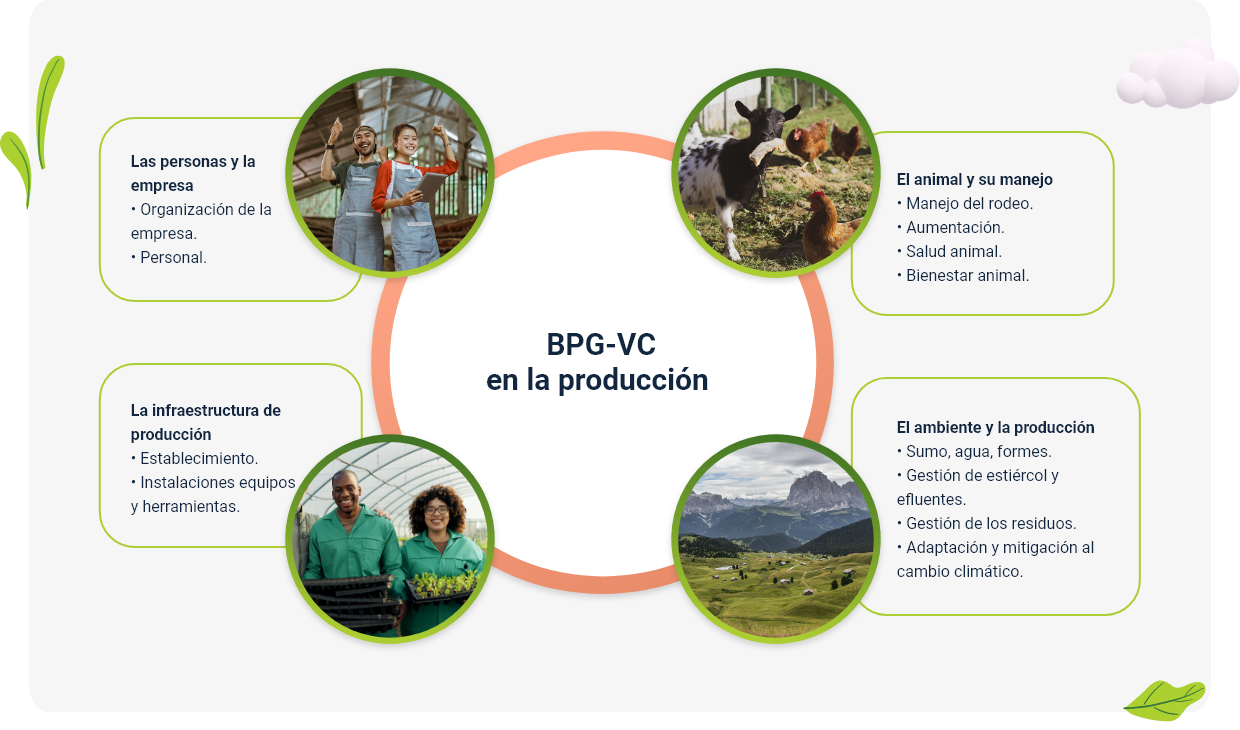 Las personas y la
empresa
• Organización de la
empresa.
• Personal.
El animal y su manejo
• Manejo del rodeo.
• Aumentación.
• Salud animal.
• Bienestar animal.
BPG-VC
en la producción
La infraestructura de
producción
• Establecimiento.
• Instalaciones equipos
y herramientas.
El ambiente y la producción
• Sumo, agua, formes.
• Gestión de estiércol y
efluentes.
• Gestión de los residuos.
• Adaptación y mitigación al
cambio climático.